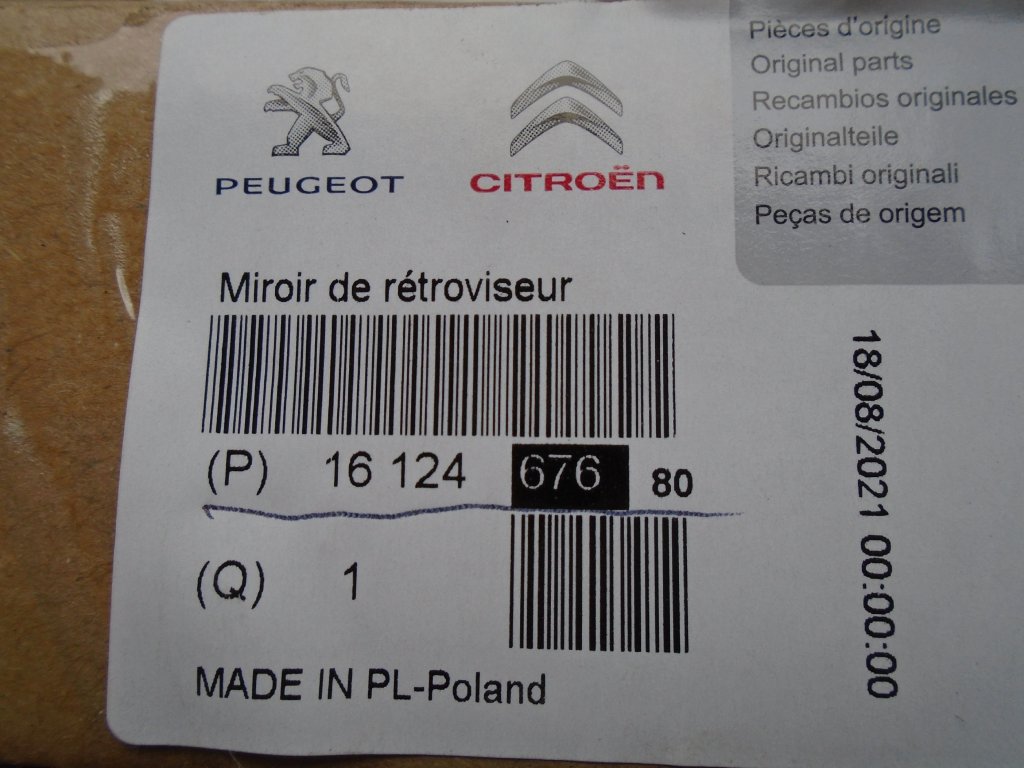 PEUGEOT
CITROËN
Pièces d'origine
Original parts
Recambios originales
Originalteile
Ricambi originali
Peças de origem
Miroir de rétroviseur
(P) 16 124 676 80
(Q) 1
MADE IN PL-Poland
18/08/2021 00:00:00